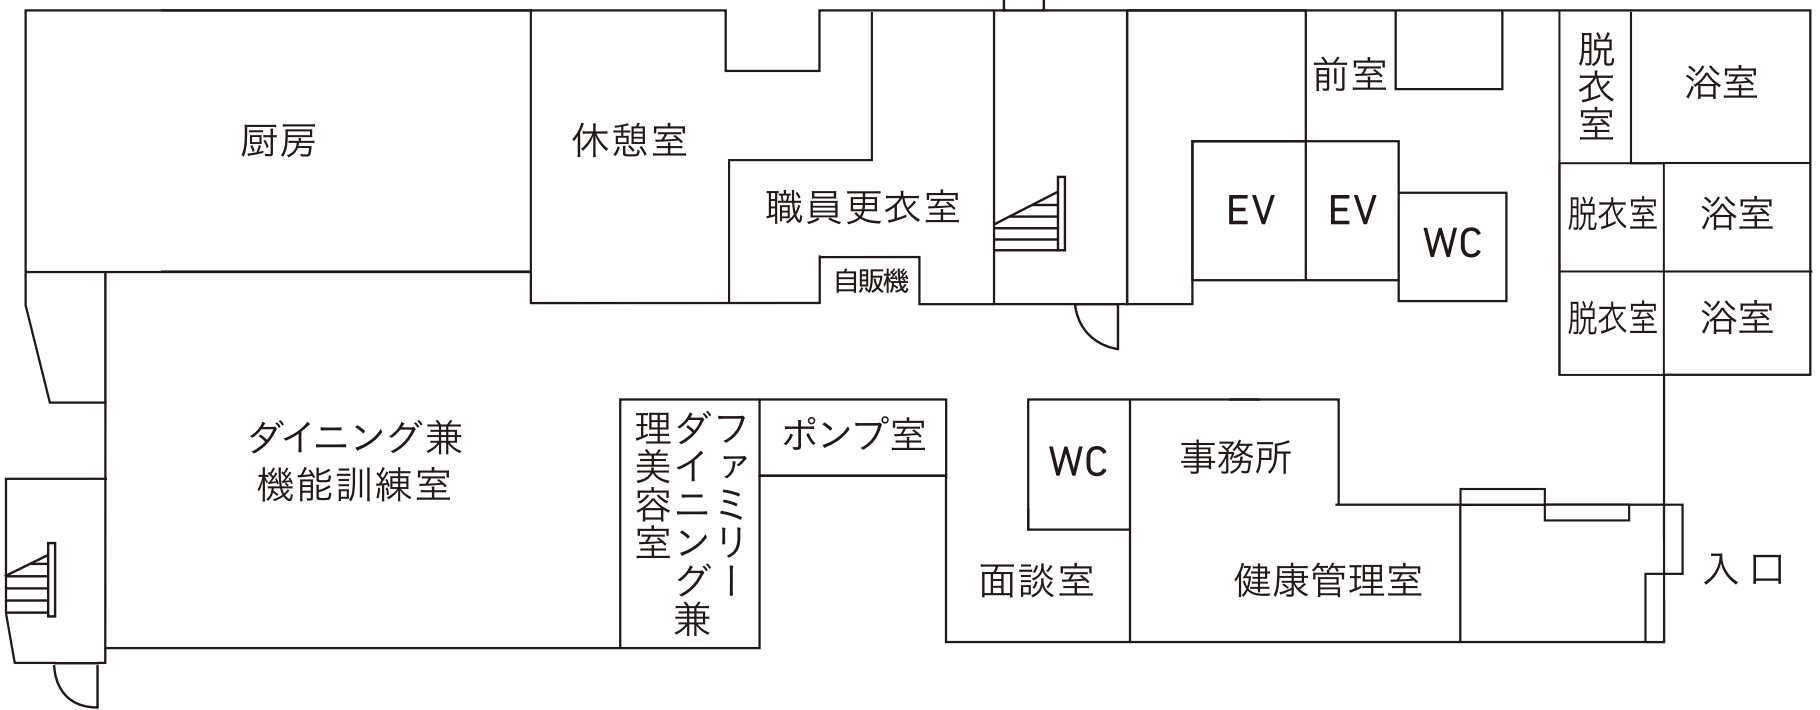 厨房
休憩室
職員更衣室
自販機
前室
EV
EV
WC
脱衣室
浴室
脱衣室
浴室
脱衣室
浴室
ダイニング兼
機能訓練室
ファミリー
ダイニング兼
理美容室
ポンプ室
WC
事務所
面談室
健康管理室
入口